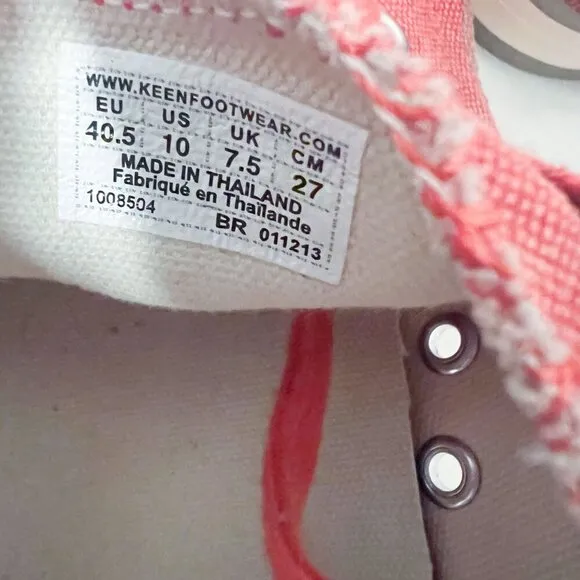 WWW.KEENFOOTWEAR.COM
EU US UK CM
40.5 10 7.5 27
MADE IN THAILAND
Fabriqué en Thaïlande
1008504 BR 011213